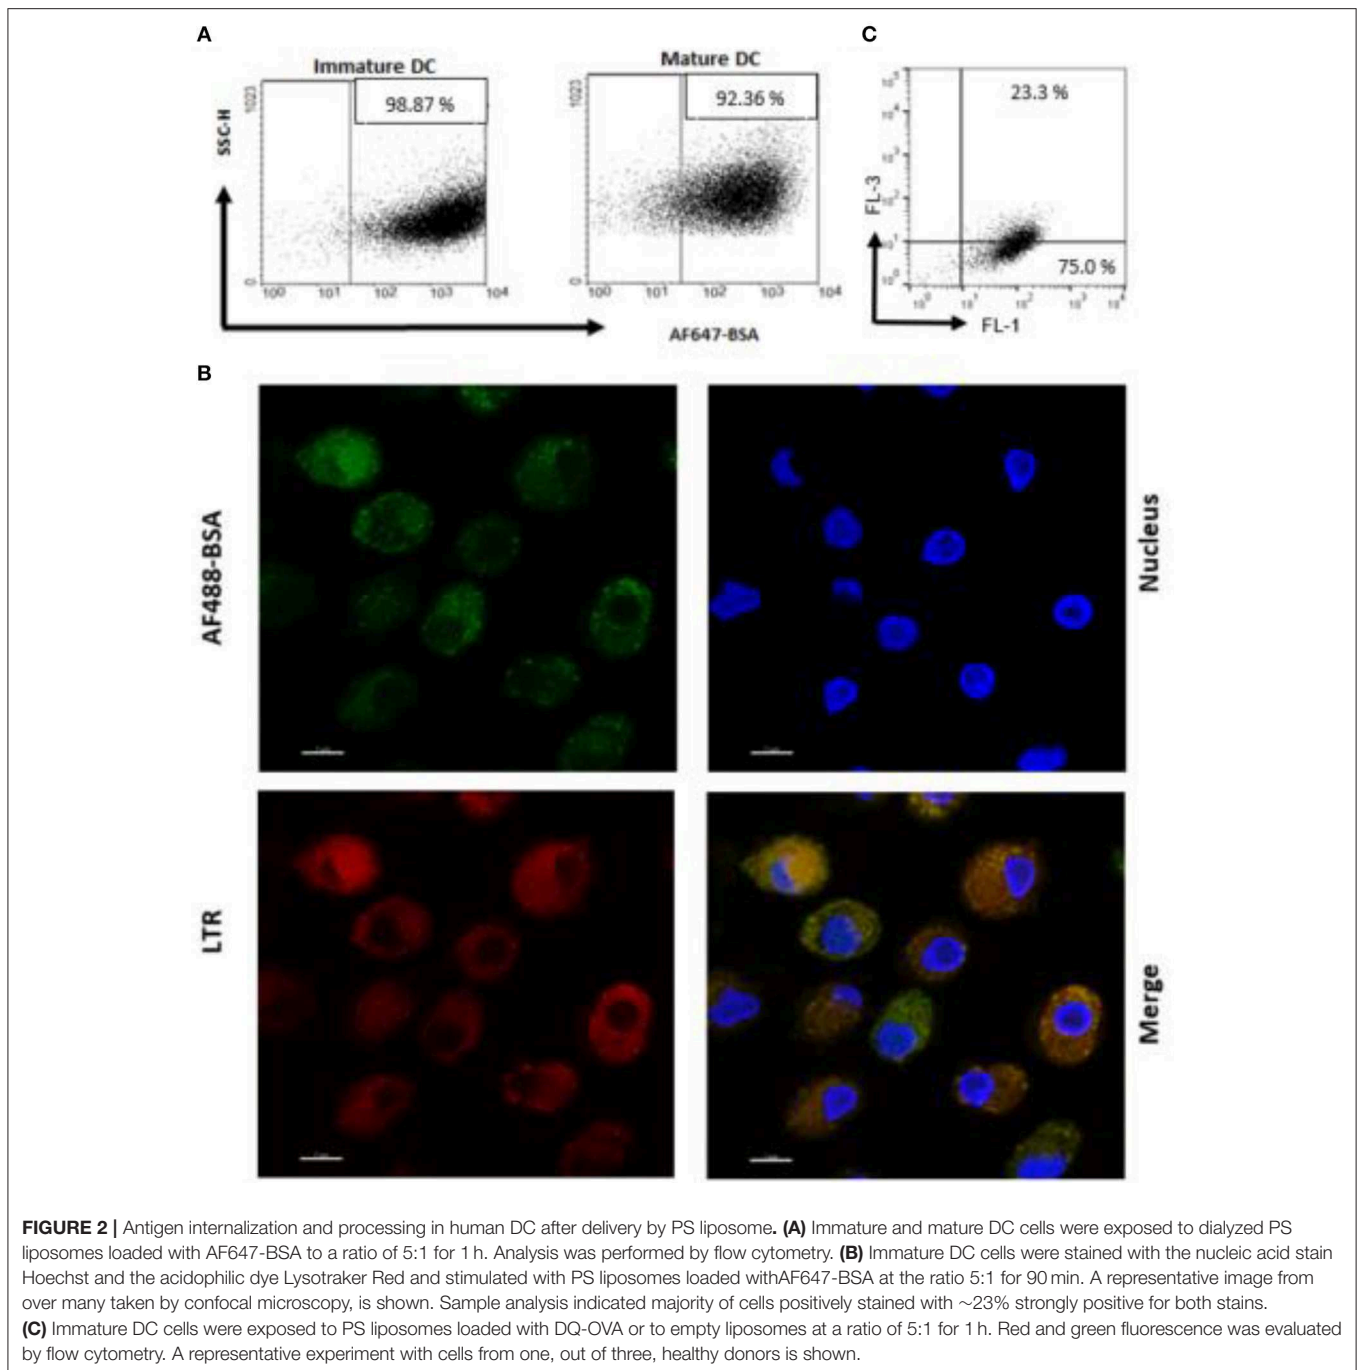 A
C
Immature DC
Mature DC
98.87 %
92.36 %
23.3 %
75.0 %
1023
SSC-H
0
10⁰ 10¹ 10² 10³ 10⁴
1023
0
10⁰ 10¹ 10² 10³ 10⁴
AF647-BSA
FL-3
FL-1
B
AF488-BSA
Nucleus
LTR
Merge
FIGURE 2 | Antigen internalization and processing in human DC after delivery by PS liposome. (A) Immature and mature DC cells were exposed to dialyzed PS
liposomes loaded with AF647-BSA to a ratio of 5:1 for 1 h. Analysis was performed by flow cytometry. (B) Immature DC cells were stained with the nucleic acid stain
Hoechst and the acidophilic dye Lysotraker Red and stimulated with PS liposomes loaded withAF647-BSA at the ratio 5:1 for 90 min. A representative image from
over many taken by confocal microscopy, is shown. Sample analysis indicated majority of cells positively stained with ∼23% strongly positive for both stains.
(C) Immature DC cells were exposed to PS liposomes loaded with DQ-OVA or to empty liposomes at a ratio of 5:1 for 1 h. Red and green fluorescence was evaluated
by flow cytometry. A representative experiment with cells from one, out of three, healthy donors is shown.